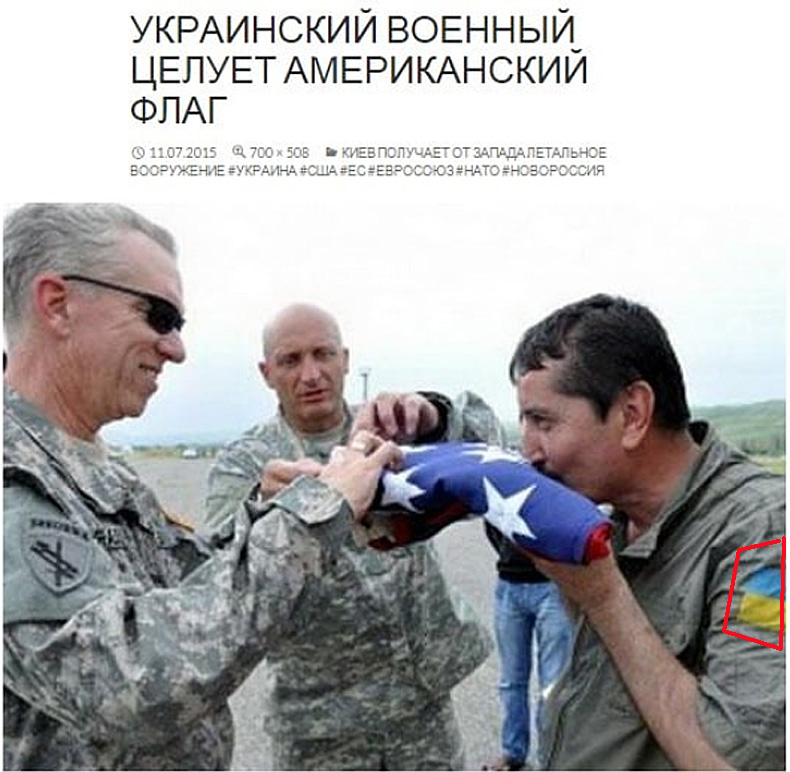 УКРАИНСКИЙ ВОЕННЫЙ
ЦЕЛУЕТ АМЕРИКАНСКИЙ
ФЛАГ
11.07.2015 700 × 508 КИЕВ ПОЛУЧАЕТ ОТ ЗАПАДА ЛЕТАЛЬНОЕ
ВООРУЖЕНИЕ #УКРАИНА #США #ЕС #ЕВРОСОЮЗ #НАТО #НОВОРОССИЯ